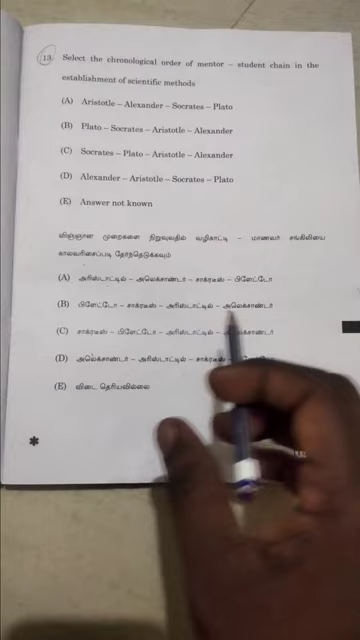 13. Select the chronological order of mentor – student chain in the
establishment of scientific methods
(A) Aristotle – Alexander – Socrates – Plato
(B) Plato – Socrates – Aristotle – Alexander
(C) Socrates – Plato – Aristotle – Alexander
(D) Alexander – Aristotle – Socrates – Plato
(E) Answer not known
விஞ்ஞான முறைகளை நிறுவுவதில் வழிகாட்டி – மாணவர் சங்கிலியை
காலவரிசைப்படி தேர்ந்தெடுக்கவும்
(A) அரிஸ்டாட்டில் – அலெக்சாண்டர் – சாக்ரடீஸ் – பிளேட்டோ
(B) பிளேட்டோ – சாக்ரடீஸ் – அரிஸ்டாட்டில் – அலெக்சாண்டர்
(C) சாக்ரடீஸ் – பிளேட்டோ – அரிஸ்டாட்டில் – அலெக்சாண்டர்
(D) அலெக்சாண்டர் – அரிஸ்டாட்டில் – சாக்ரடீஸ் –
(E) விடை தெரியவில்லை
*